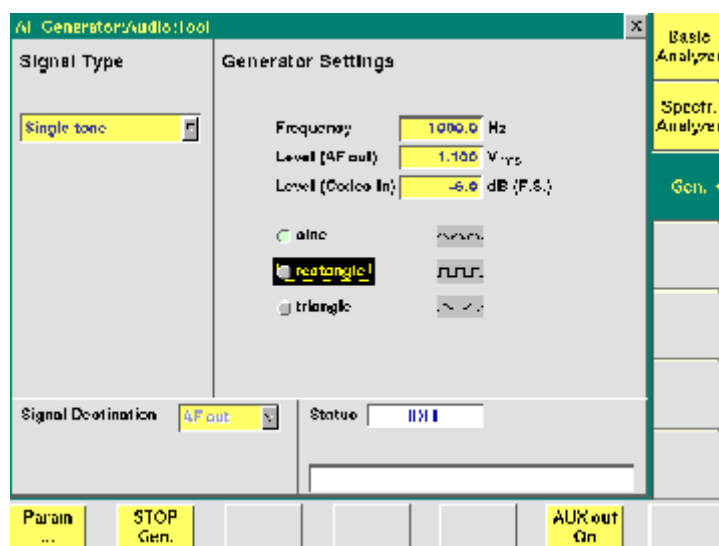 AF Generator:Audio:Tool
x
Signal Type
Generator Settings
Single tone
Frequency 1000.0 Hz
Level (AF out) 1.100 Vrms
Level (Codec In) -6.0 dB (F.S.)
sine
rectangle
triangle
Signal Destination AF out
Status
Basic
Analyzer
Spectr.
Analyzer
Gen.
Param
...
STOP
Gen.
AUX out
On